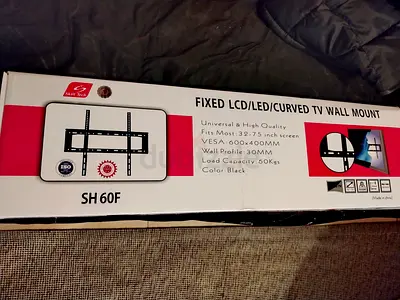 FIXED LCD/LED/CURVED TV WALL MOUNT
Universal & High Quality
Fits Most: 32-75 inch screen
VESA: 600x400MM
Wall Profile: 30MM
Load Capacity: 50Kgs
Color: Black
ISO
SH 60F